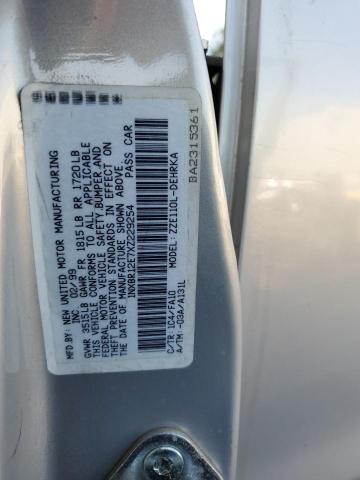 MFD. BY: NEW UNITED MOTOR MANUFACTURING
INC 02/99
GVWR 3515LB GAWR FR 1815LB RR 1720LB
THIS VEHICLE CONFORMS TO ALL APPLICABLE
FEDERAL MOTOR VEHICLE SAFETY, BUMPER, AND
THEFT PREVENTION STANDARDS IN EFFECT ON
THE DATE OF MANUFACTURE SHOWN ABOVE.
1NXBR12E7XZ229254 PASS CAR
BA2315361
MODEL: ZZE110L-DEMRKA
C/TR: 1C4/FA10
A/TM: -03A/A131L